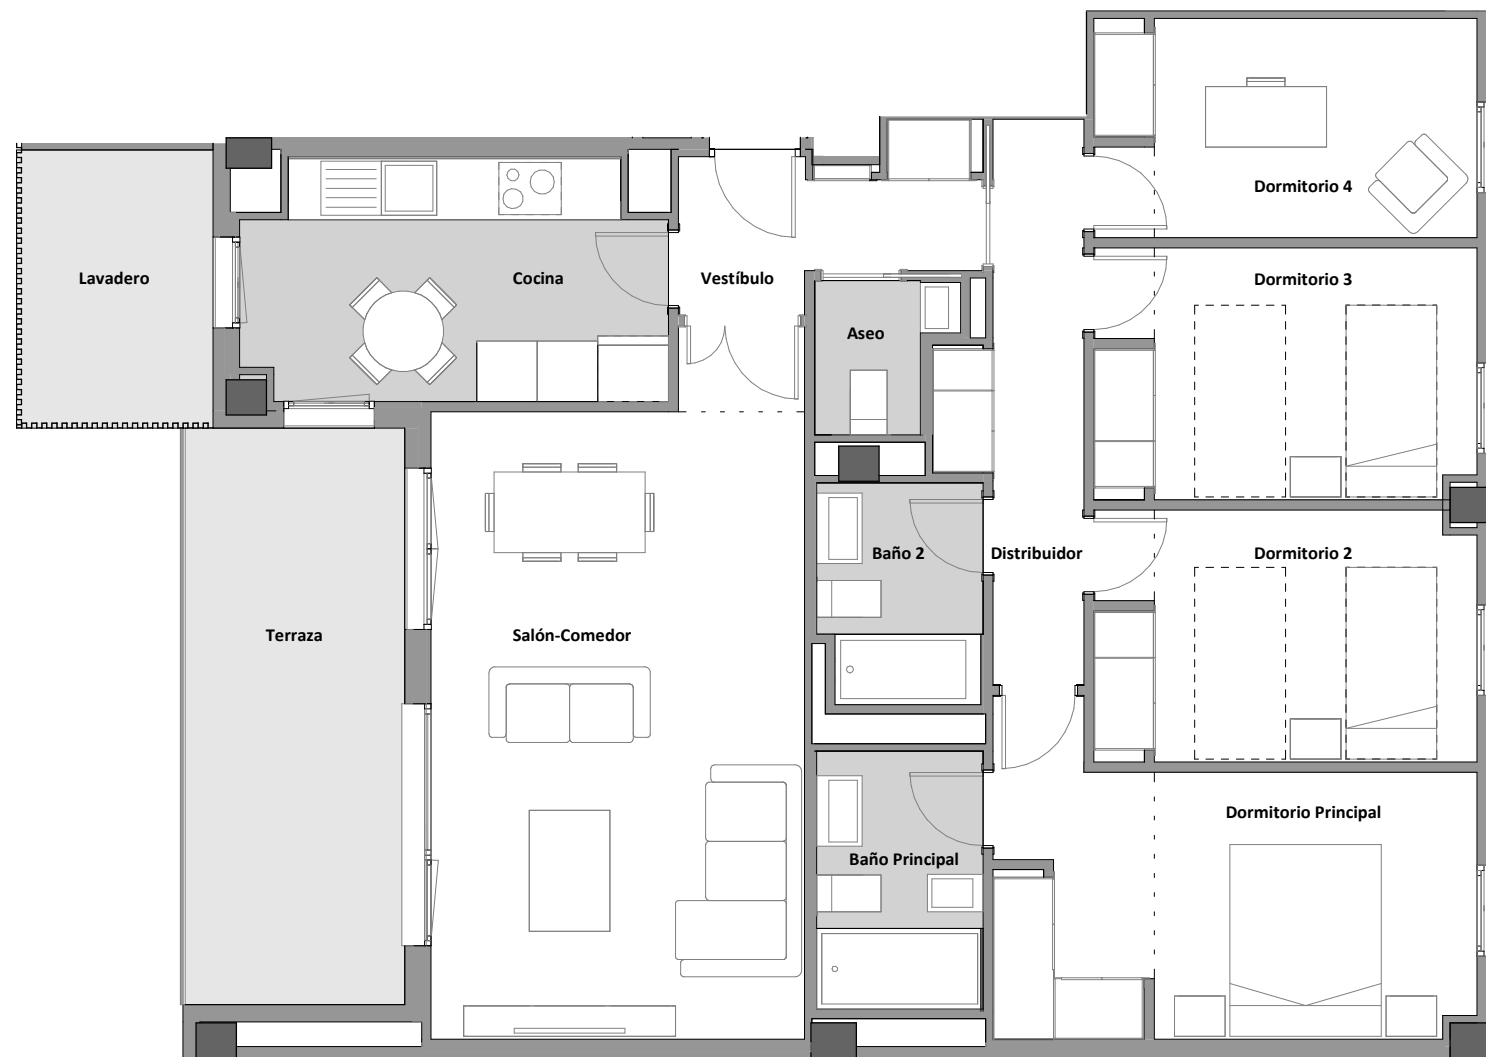 Dormitorio 4
Lavadero
Cocina
Vestíbulo
Dormitorio 3
Aseo
Baño 2
Distribuidor
Dormitorio 2
Terraza
Salón-Comedor
Dormitorio Principal
Baño Principal